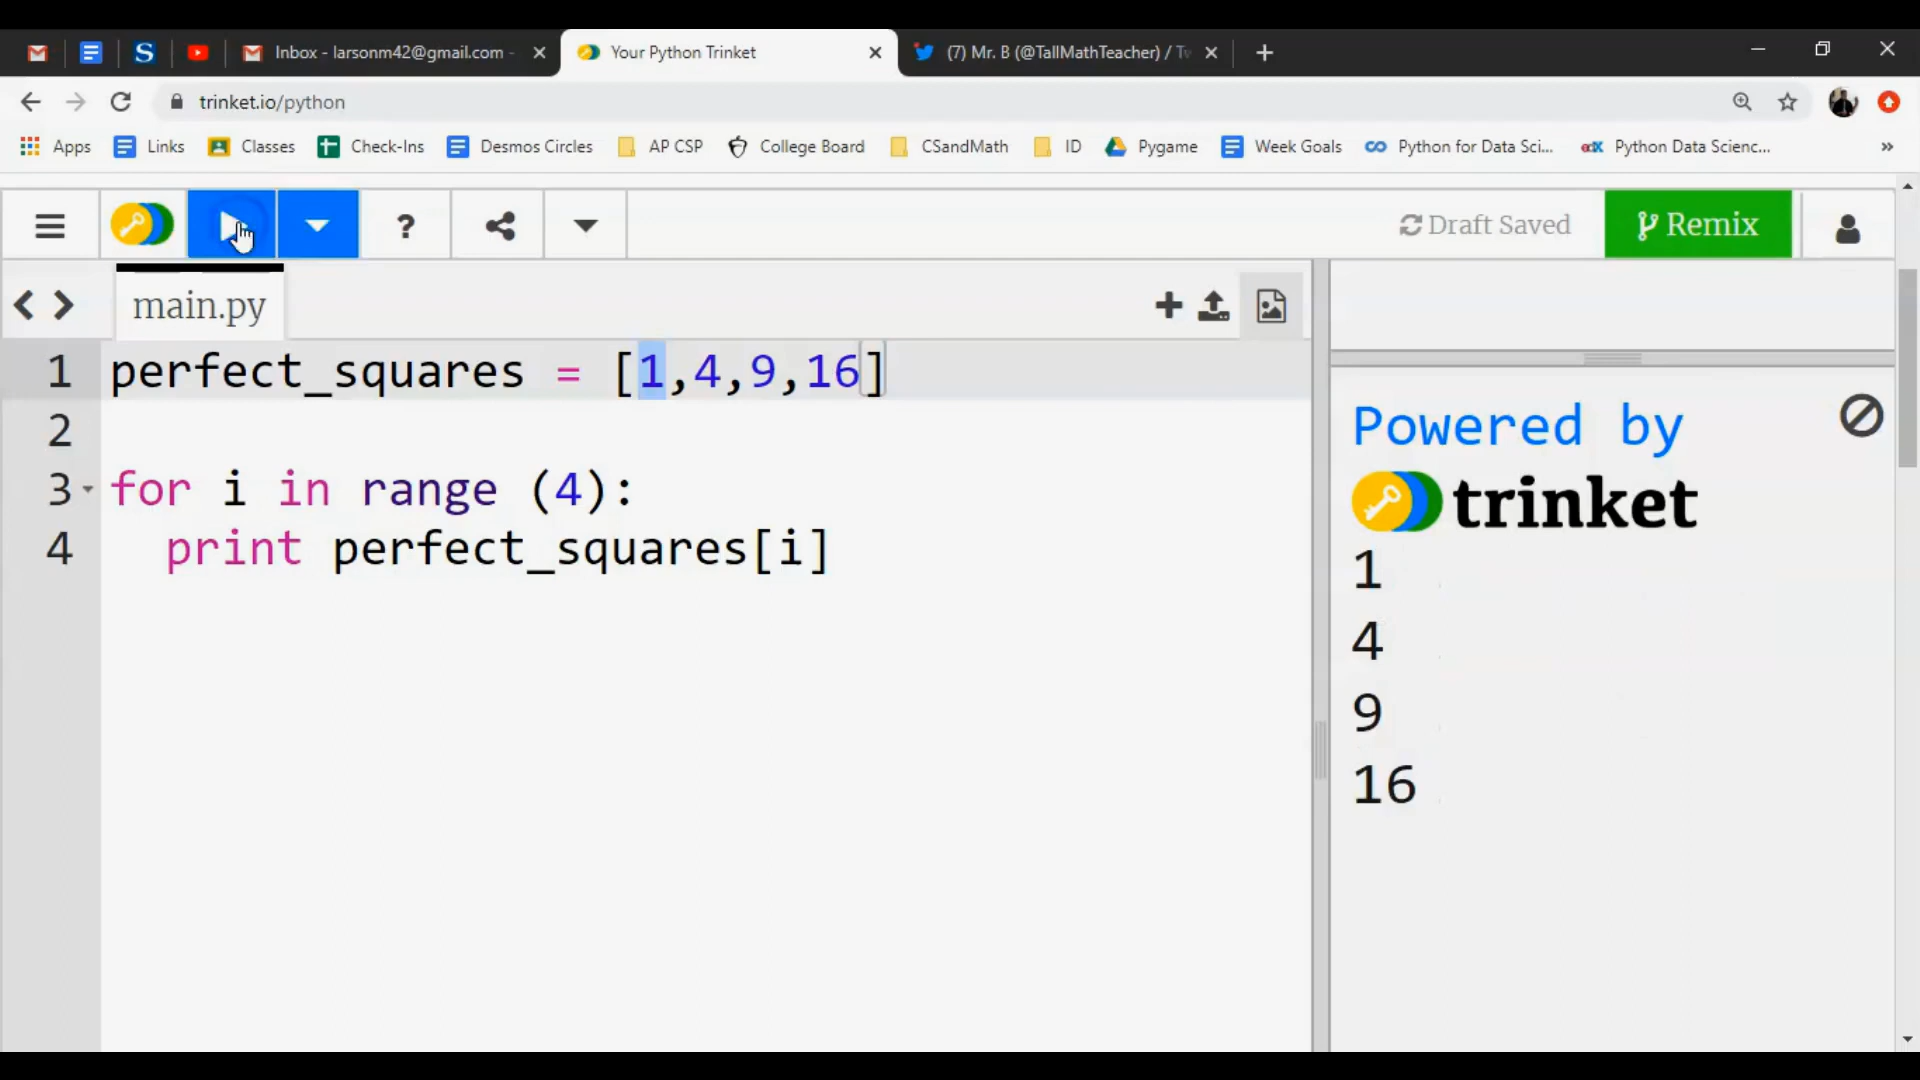 Inbox - larsonm42@gmail.com -
Your Python Trinket
(7) Mr. B (@TallMathTeacher) / Tw
trinket.io/python
Apps Links Classes Check-Ins Desmos Circles AP CSP College Board CSandMath ID Pygame Week Goals Python for Data Sci... edX Python Data Scienc... »
? Draft Saved Remix
main.py
1 perfect_squares = [1,4,9,16]
2
3 for i in range (4):
4 print perfect_squares[i]
Powered by
trinket
1
4
9
16